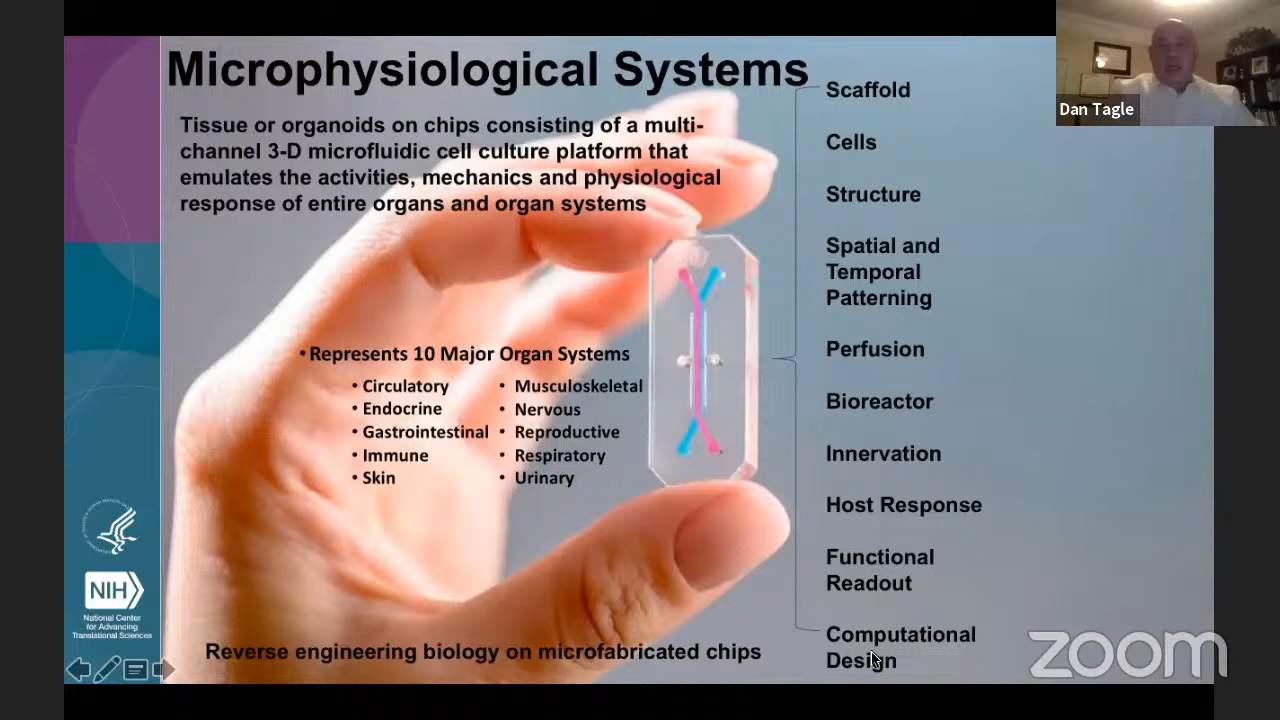 Microphysiological Systems
Tissue or organoids on chips consisting of a multi-
channel 3-D microfluidic cell culture platform that
emulates the activities, mechanics and physiological
response of entire organs and organ systems
• Represents 10 Major Organ Systems
• Circulatory
• Endocrine
• Gastrointestinal
• Immune
• Skin
• Musculoskeletal
• Nervous
• Reproductive
• Respiratory
• Urinary
Reverse engineering biology on microfabricated chips
Scaffold
Cells
Structure
Spatial and
Temporal
Patterning
Perfusion
Bioreactor
Innervation
Host Response
Functional
Readout
Computational
Design
Dan Tagle
NIH
National Center
for Advancing
Translational Sciences
zoom